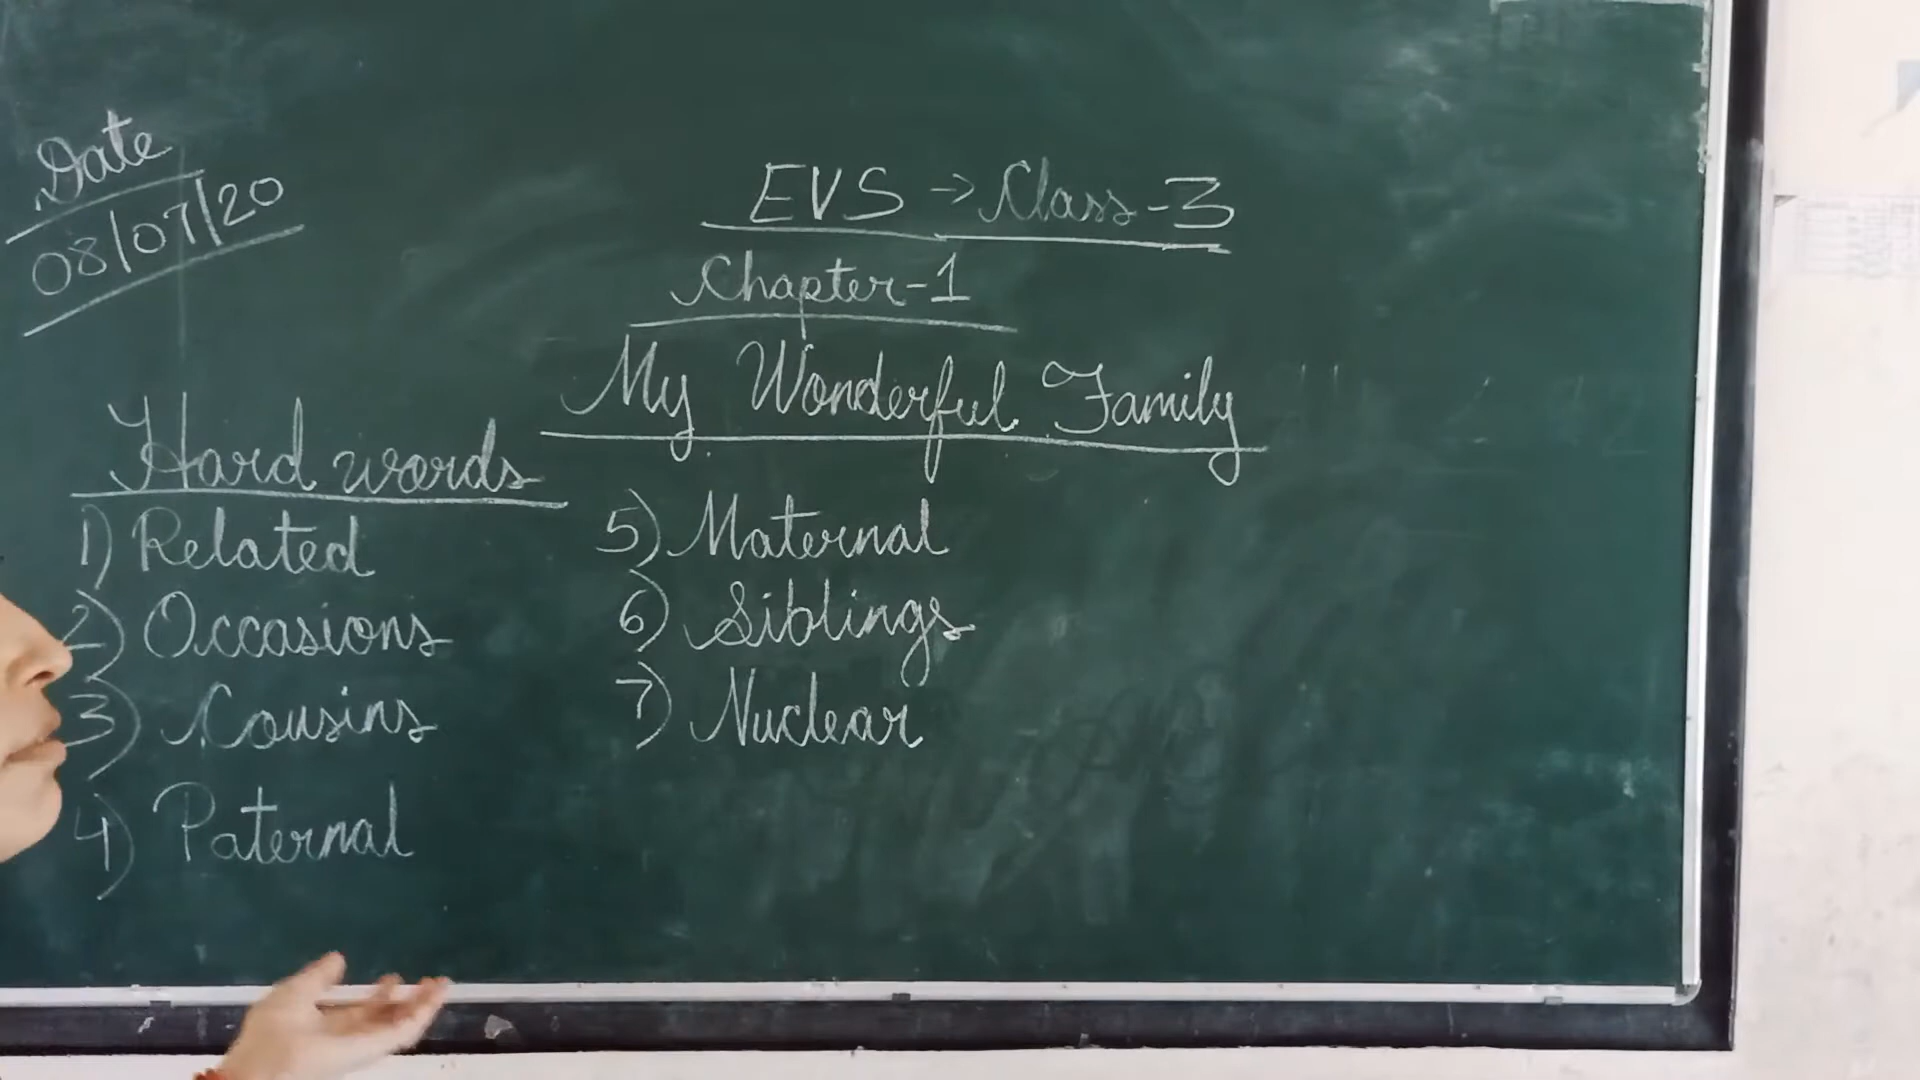 Date
08/07/20
EVS → Class-3
Chapter-1
My Wonderful Family
Hard words
1) Related
2) Occasions
3) Cousins
4) Paternal
5) Maternal
6) Siblings
7) Nuclear